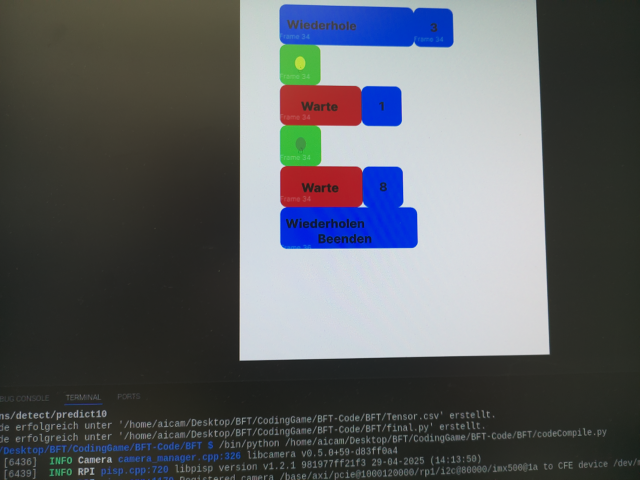 Wiederhole 3
Frame 34 Frame 34
Frame 34
Warte 1
Frame 34
Frame 34
Warte 8
Frame 34
Wiederholen
Beenden
BUG CONSOLE TERMINAL PORTS
ns/detect/predict10
de erfolgreich unter '/home/aicam/Desktop/BFT/CodingGame/BFT-Code/BFT/Tensor.csv' erstellt.
de erfolgreich unter '/home/aicam/Desktop/BFT/CodingGame/BFT-Code/BFT/final.py' erstellt.
/Desktop/BFT/CodingGame/BFT-Code/BFT $ /bin/python /home/aicam/Desktop/BFT/CodingGame/BFT-Code/BFT/codeCompile.py
[6436] INFO Camera camera_manager.cpp:326 libcamera v0.5.0+59-d83ff0a4
[6439] INFO RPI pisp.cpp:720 libpisp version v1.2.1 981977ff21f3 29-04-2025 (14:13:50)
Registered camera /base/axi/pcie@1000120000/rp1/i2c@80000/imx500@1a to CFE device /dev/m